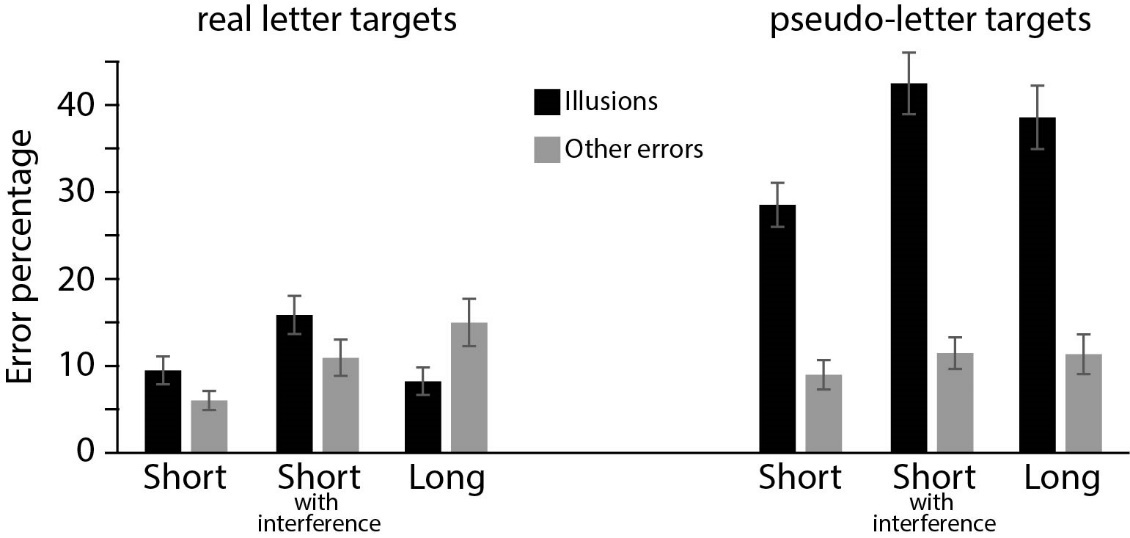 real letter targets
pseudo-letter targets
Error percentage
40
30
20
10
0
Illusions
Other errors
Short
Short
with
interference
Long
Short
Short
with
interference
Long